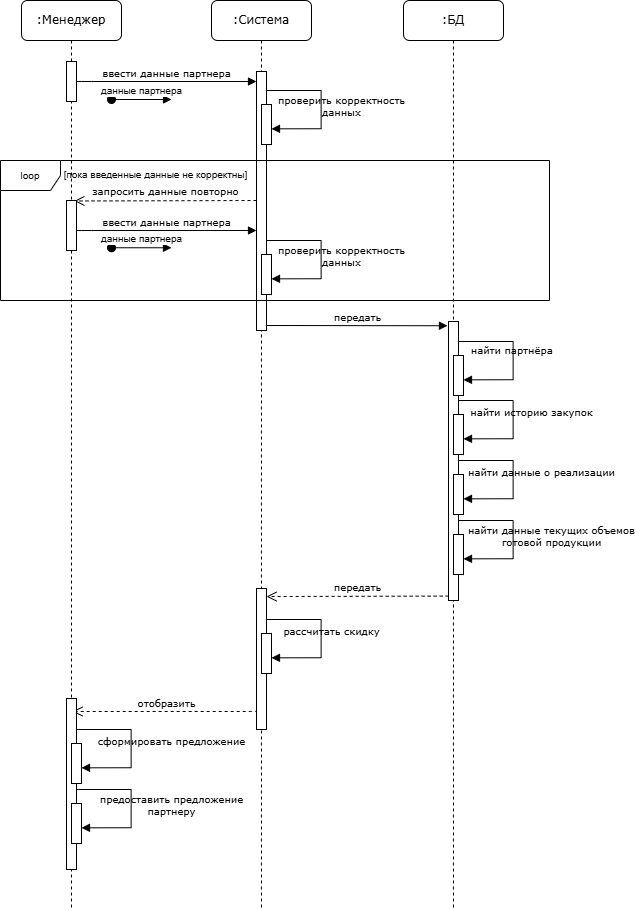 :Менеджер
:Система
:БД
ввести данные партнера
данные партнера
проверить корректность
данных
loop
[пока введенные данные не корректны]
запросить данные повторно
ввести данные партнера
данные партнера
проверить корректность
данных
передать
найти партнёра
найти историю закупок
найти данные о реализации
найти данные текущих объемов
готовой продукции
передать
рассчитать скидку
отобразить
сформировать предложение
предоставить предложение
партнеру